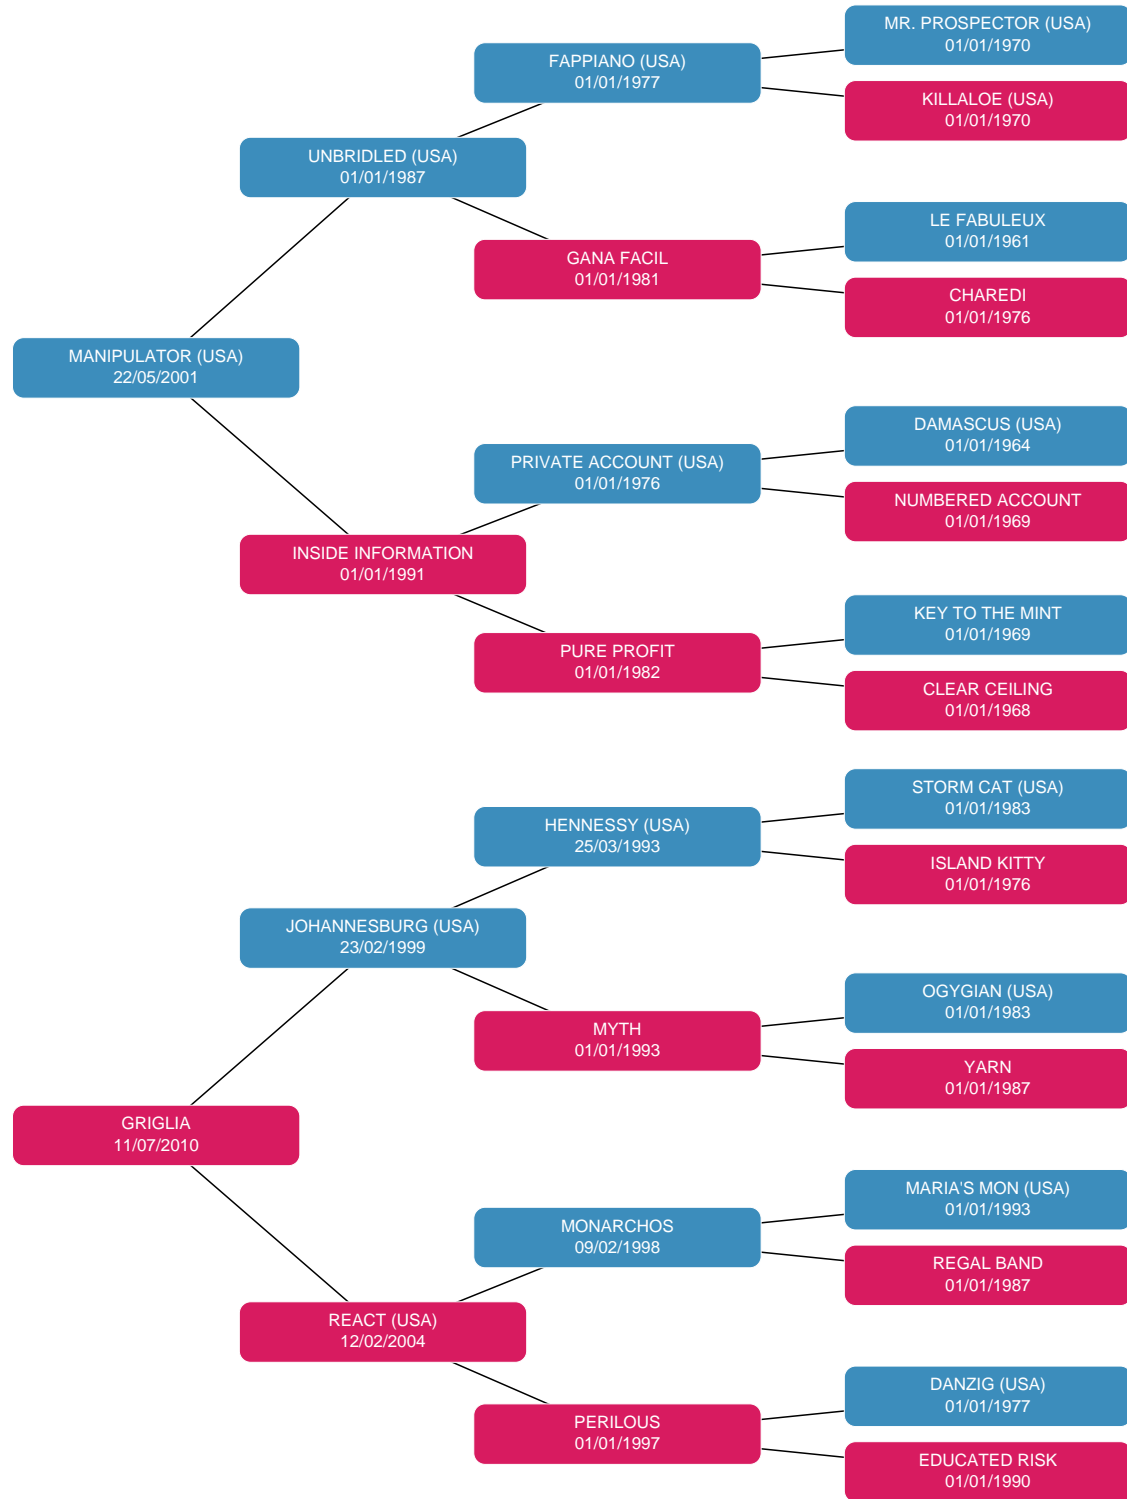 MR. PROSPECTOR (USA)
01/01/1970
FAPPIANO (USA)
01/01/1977
KILLALOE (USA)
01/01/1970
UNBRIDLED (USA)
01/01/1987
LE FABULEUX
01/01/1961
GANA FACIL
01/01/1981
CHAREDI
01/01/1976
MANIPULATOR (USA)
22/05/2001
DAMASCUS (USA)
01/01/1964
PRIVATE ACCOUNT (USA)
01/01/1976
NUMBERED ACCOUNT
01/01/1969
INSIDE INFORMATION
01/01/1991
KEY TO THE MINT
01/01/1969
PURE PROFIT
01/01/1982
CLEAR CEILING
01/01/1968
STORM CAT (USA)
01/01/1983
HENNESSY (USA)
25/03/1993
ISLAND KITTY
01/01/1976
JOHANNESBURG (USA)
23/02/1999
OGYGIAN (USA)
01/01/1983
MYTH
01/01/1993
YARN
01/01/1987
GRIGLIA
11/07/2010
MARIA'S MON (USA)
01/01/1993
MONARCHOS
09/02/1998
REGAL BAND
01/01/1987
REACT (USA)
12/02/2004
DANZIG (USA)
01/01/1977
PERILOUS
01/01/1997
EDUCATED RISK
01/01/1990